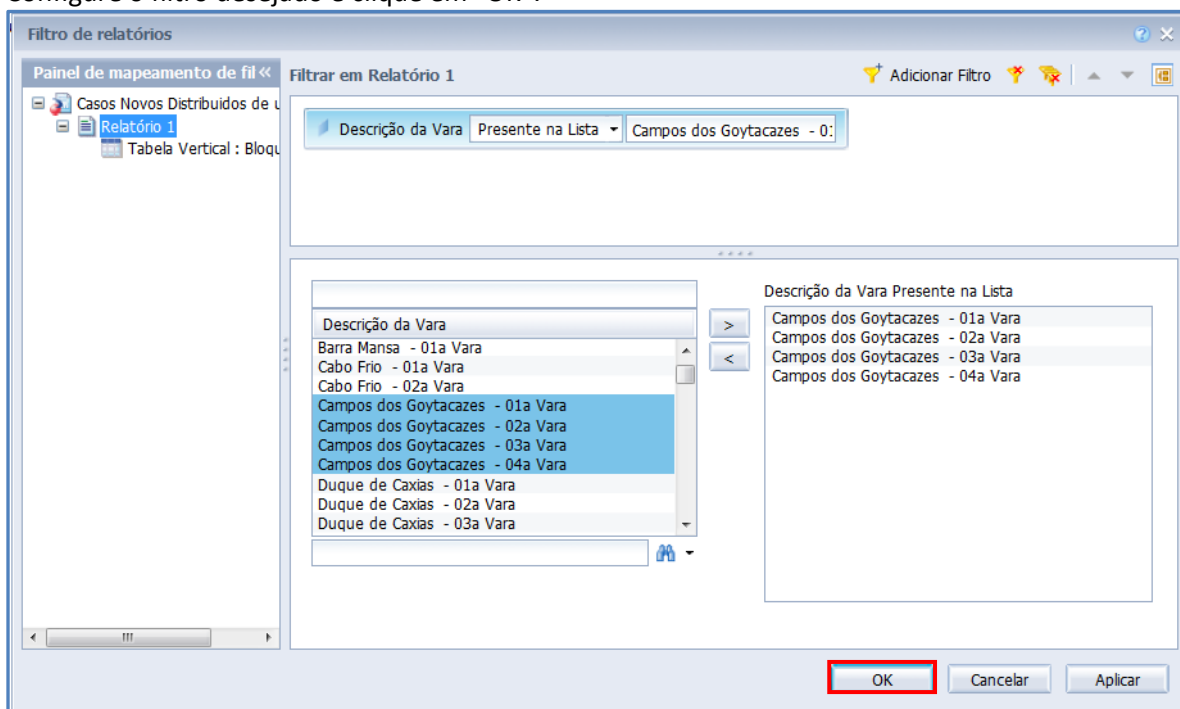 Filtro de relatórios
Painel de mapeamento de fil «
Filtrar em Relatório 1
Adicionar Filtro
Casos Novos Distribuidos de u
Relatório 1
Tabela Vertical : Bloqu
Descrição da Vara Presente na Lista Campos dos Goytacazes - 0
Descrição da Vara Presente na Lista
Descrição da Vara
Barra Mansa - 01a Vara
Cabo Frio - 01a Vara
Cabo Frio - 02a Vara
Campos dos Goytacazes - 01a Vara
Campos dos Goytacazes - 02a Vara
Campos dos Goytacazes - 03a Vara
Campos dos Goytacazes - 04a Vara
Duque de Caxias - 01a Vara
Duque de Caxias - 02a Vara
Duque de Caxias - 03a Vara
>
<
Campos dos Goytacazes - 01a Vara
Campos dos Goytacazes - 02a Vara
Campos dos Goytacazes - 03a Vara
Campos dos Goytacazes - 04a Vara
OK Cancelar Aplicar